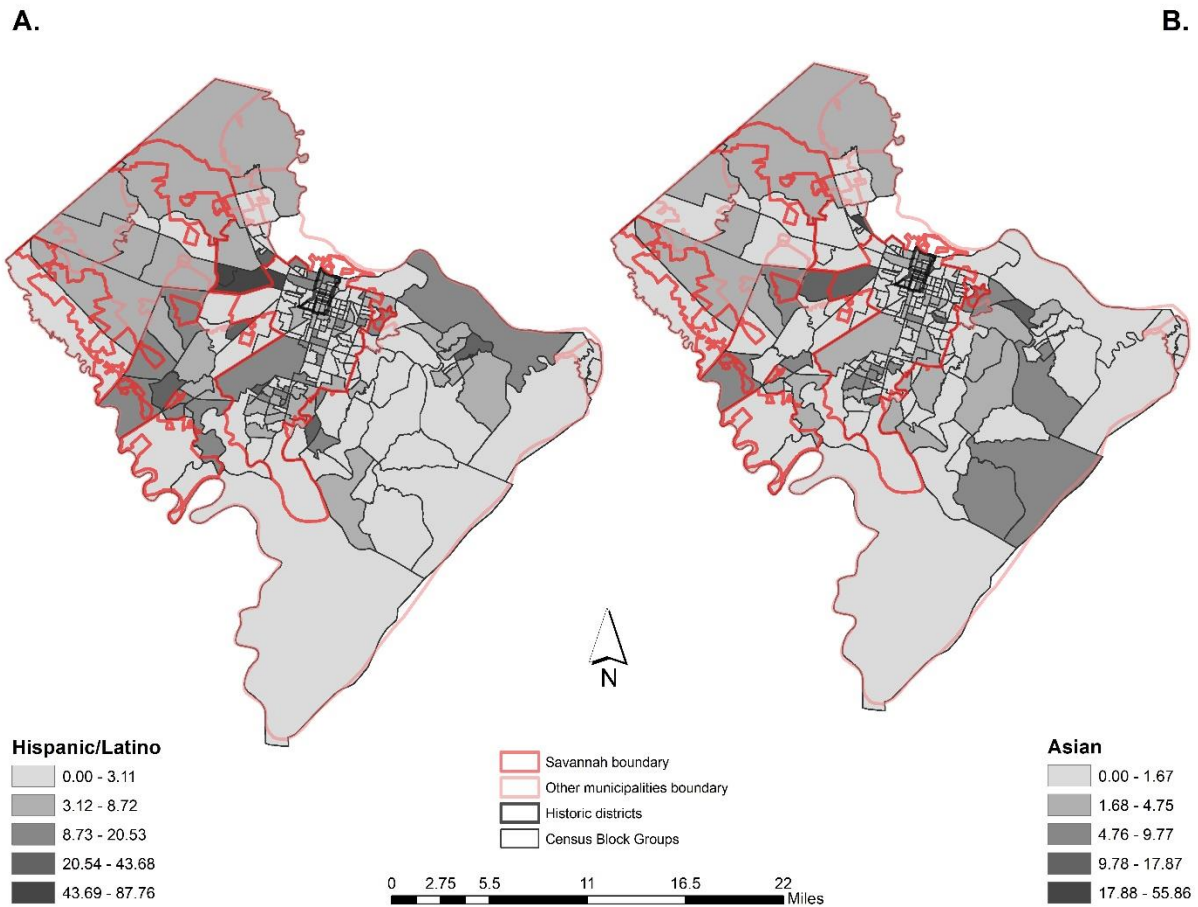 A.
B.
N
Hispanic/Latino
0.00 - 3.11
3.12 - 8.72
8.73 - 20.53
20.54 - 43.68
43.69 - 87.76
Savannah boundary
Other municipalities boundary
Historic districts
Census Block Groups
0 2.75 5.5 11 16.5 22
Miles
Asian
0.00 - 1.67
1.68 - 4.75
4.76 - 9.77
9.78 - 17.87
17.88 - 55.86